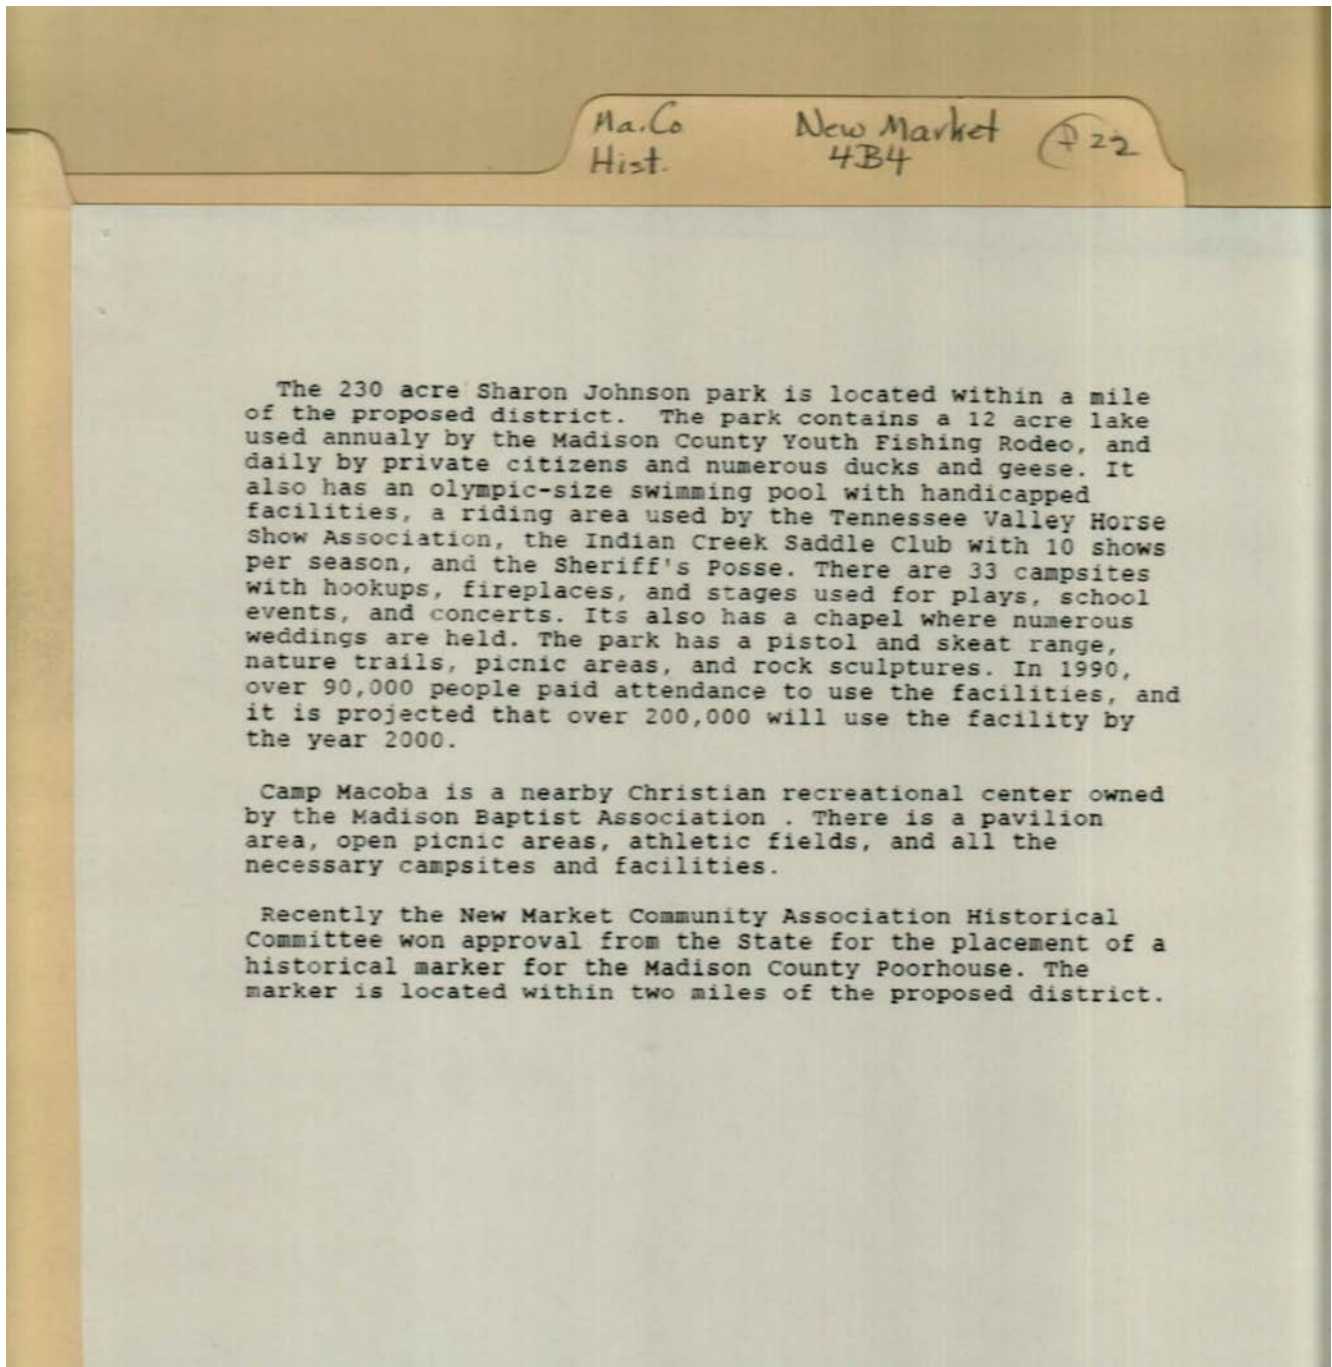 Ma.Co New Market P22
Hist. 4B4
The 230 acre Sharon Johnson park is located within a mile
of the proposed district. The park contains a 12 acre lake
used annualy by the Madison County Youth Fishing Rodeo, and
daily by private citizens and numerous ducks and geese. It
also has an olympic-size swimming pool with handicapped
facilities, a riding area used by the Tennessee Valley Horse
Show Association, the Indian Creek Saddle Club with 10 shows
per season, and the Sheriff's Posse. There are 33 campsites
with hookups, fireplaces, and stages used for plays, school
events, and concerts. Its also has a chapel where numerous
weddings are held. The park has a pistol and skeat range,
nature trails, picnic areas, and rock sculptures. In 1990,
over 90,000 people paid attendance to use the facilities, and
it is projected that over 200,000 will use the facility by
the year 2000.
Camp Macoba is a nearby Christian recreational center owned
by the Madison Baptist Association . There is a pavilion
area, open picnic areas, athletic fields, and all the
necessary campsites and facilities.
Recently the New Market Community Association Historical
Committee won approval from the State for the placement of a
historical marker for the Madison County Poorhouse. The
marker is located within two miles of the proposed district.